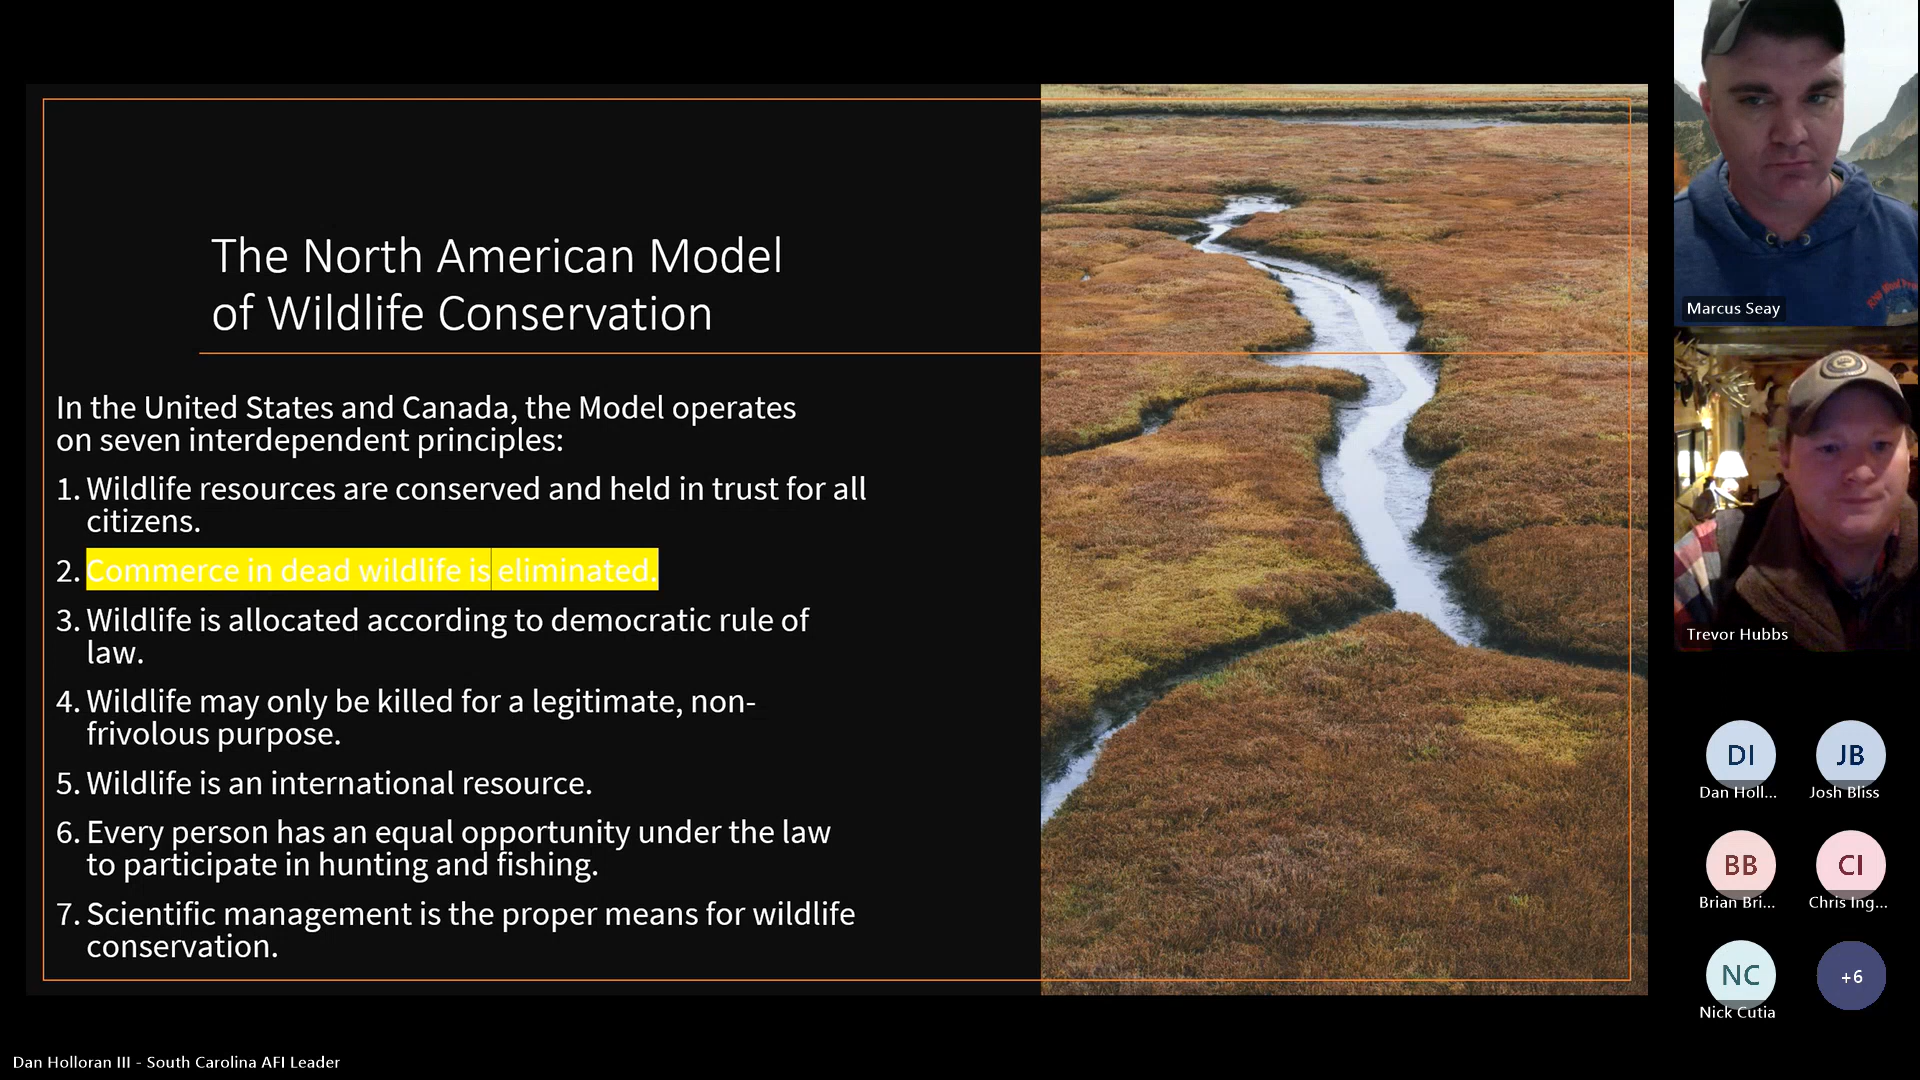 The North American Model
of Wildlife Conservation
In the United States and Canada, the Model operates
on seven interdependent principles:
1. Wildlife resources are conserved and held in trust for all
citizens.
2. Commerce in dead wildlife is eliminated.
3. Wildlife is allocated according to democratic rule of
law.
4. Wildlife may only be killed for a legitimate, non-
frivolous purpose.
5. Wildlife is an international resource.
6. Every person has an equal opportunity under the law
to participate in hunting and fishing.
7. Scientific management is the proper means for wildlife
conservation.
Marcus Seay
Trevor Hubbs
DI
JB
Dan Holl...
Josh Bliss
BB
CI
Brian Bri...
Chris Ing...
NC
+6
Nick Cutia
Dan Holloran III - South Carolina AFI Leader